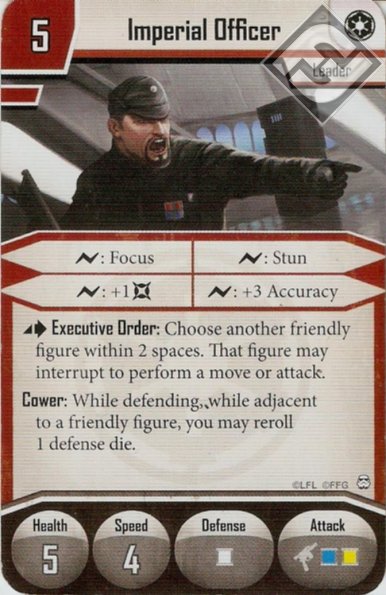 5
Imperial Officer
Leader
: Focus
: Stun
: +1
: +3 Accuracy
Executive Order: Choose another friendly
figure within 2 spaces. That figure may
interrupt to perform a move or attack.
Cower: While defending, while adjacent
to a friendly figure, you may reroll
1 defense die.
©LFL ©FFG
Health
Speed
Defense
Attack
5
4